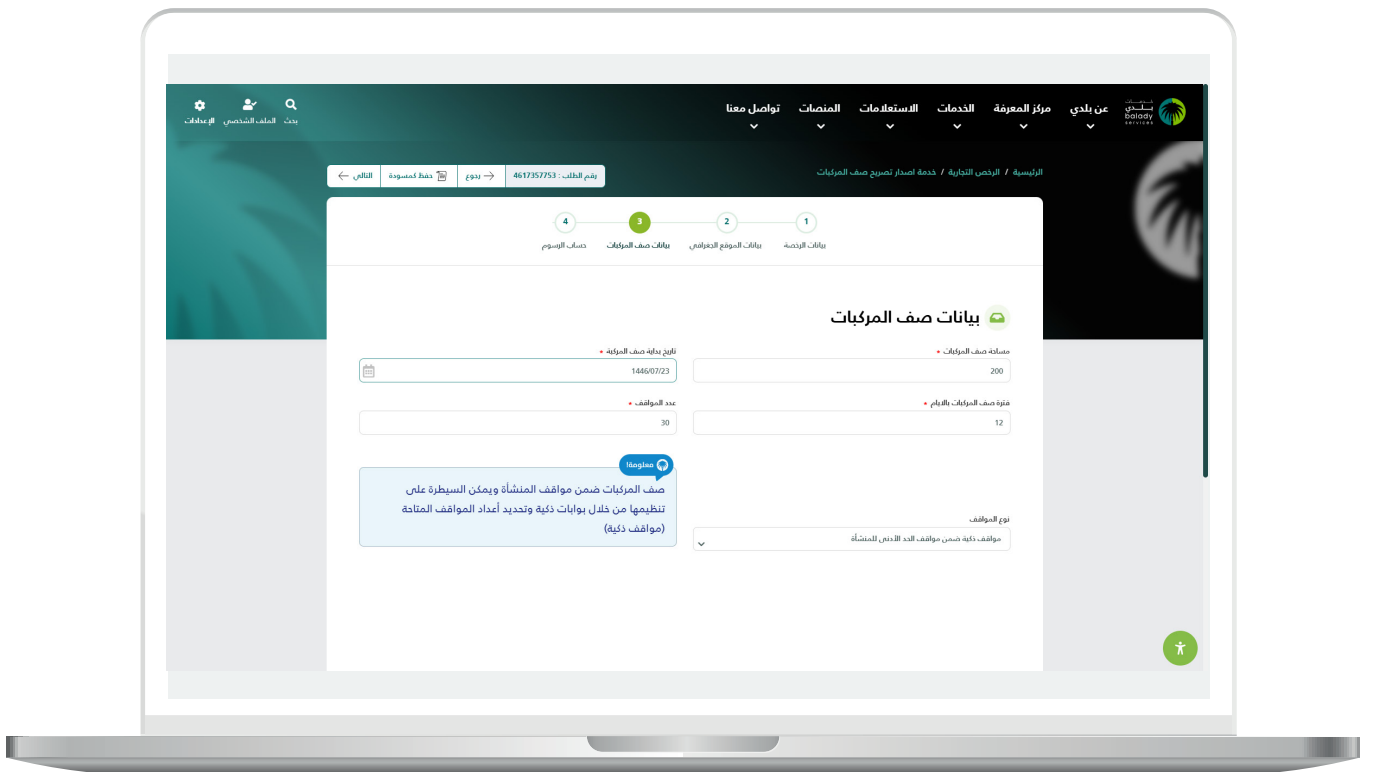 خدمات
بلدي
balady
services
عن بلدي
مركز المعرفة
الخدمات
الاستعلامات
المنصات
تواصل معنا
بحث
الملف الشخصي
الإعدادات
الرئيسية / الرخص التجارية / خدمة اصدار تصريح صف المركبات
رقم الطلب : 4617357753
رجوع
حفظ كمسودة
التالي
1
2
3
4
بيانات الرخصة
بيانات الموقع الجغرافي
بيانات صف المركبات
حساب الرسوم
بيانات صف المركبات
مساحة صف المركبات *
200
تاريخ بداية صف المركبة *
1446/07/23
فترة صف المركبات بالايام *
12
عدد المواقف *
30
نوع المواقف
مواقف ذكية ضمن مواقف الحد الأدنى للمنشأة
معلومة!
صف المركبات ضمن مواقف المنشأة ويمكن السيطرة على
تنظيمها من خلال بوابات ذكية وتحديد أعداد المواقف المتاحة
(مواقف ذكية)